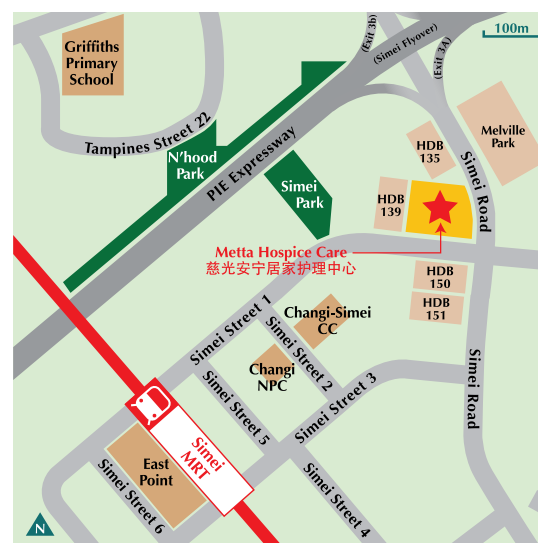 (Exit 3b)
(Simei Flyover)
(Exit 3A)
100m
Griffiths
Primary
School
Tampines Street 22
N'hood
Park
PIE Expressway
Simei
Park
HDB
135
Melville
Park
Simei Road
HDB
139
Metta Hospice Care
慈光安宁居家护理中心
HDB
150
HDB
151
Simei Street 1
Changi-Simei
CC
Simei Street 2
Changi
NPC
Simei Street 3
Simei Road
Simei Street 5
Simei
MRT
East
Point
Simei Street 6
Simei Street 4
N